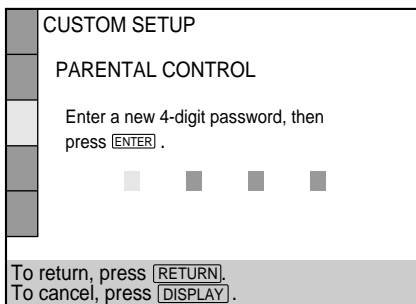 CUSTOM SETUP
PARENTAL CONTROL
Enter a new 4-digit password, then
press ENTER .
To return, press RETURN.
To cancel, press DISPLAY .